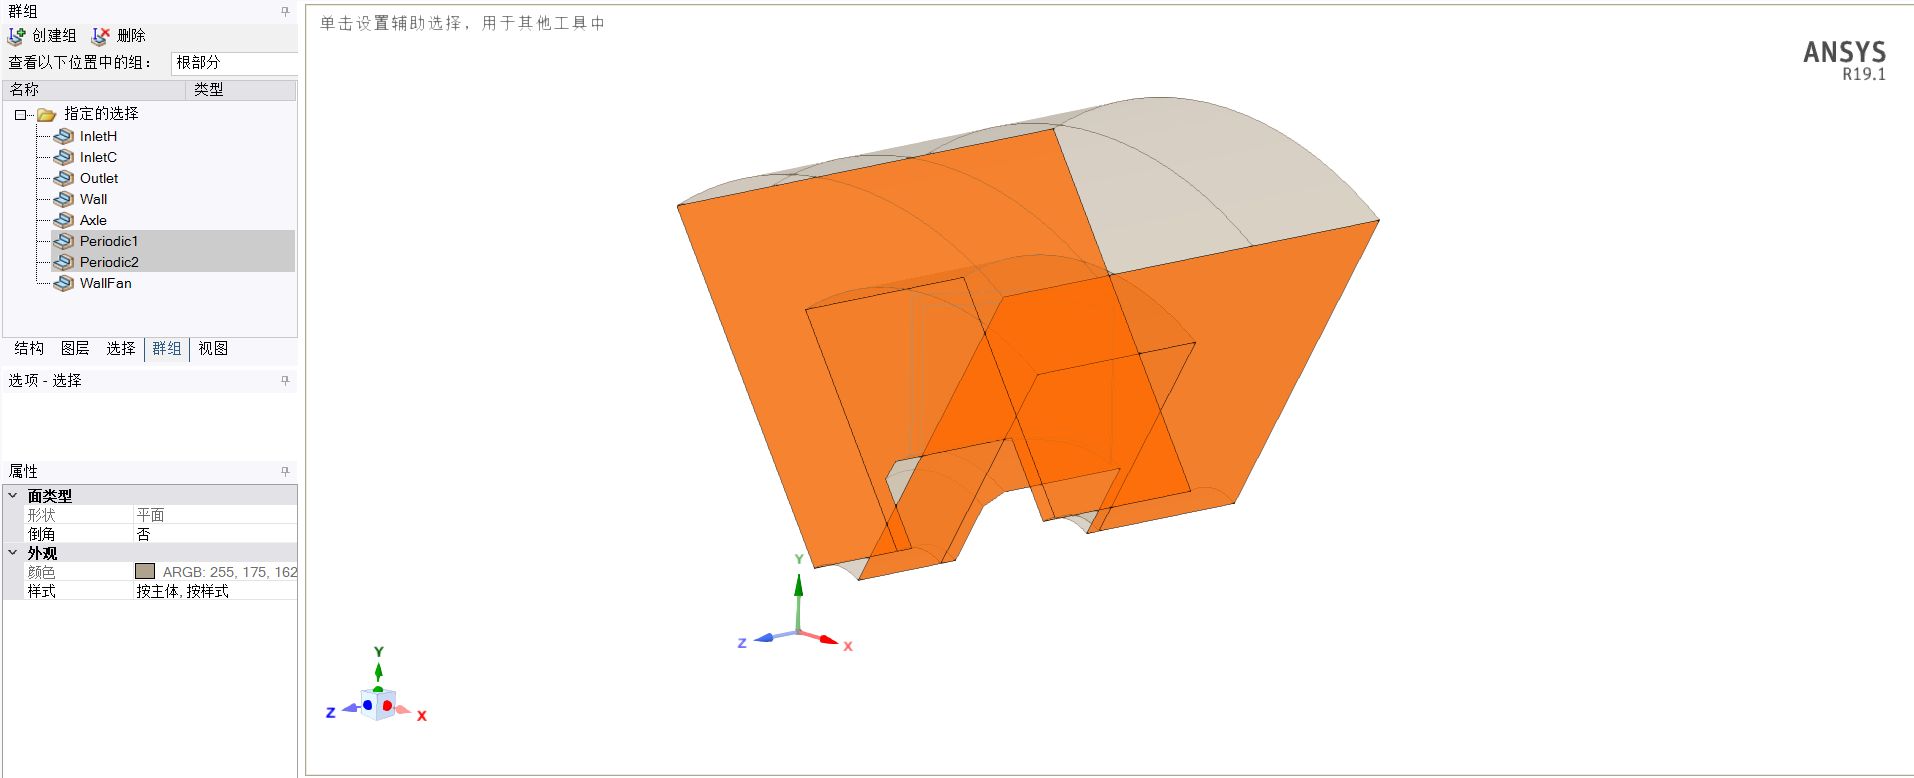 群组
创建组 删除
查看以下位置中的组： 根部分
名称 类型
指定的选择
InletH
InletC
Outlet
Wall
Axle
Periodic1
Periodic2
WallFan
结构 图层 选择 群组 视图
选项 - 选择
属性
面类型
形状 平面
倒角 否
外观
颜色 ARGB: 255, 175, 162
样式 按主体, 按样式
单击设置辅助选择，用于其他工具中
ANSYS
R19.1
Y
Z
X
Y
Z
X